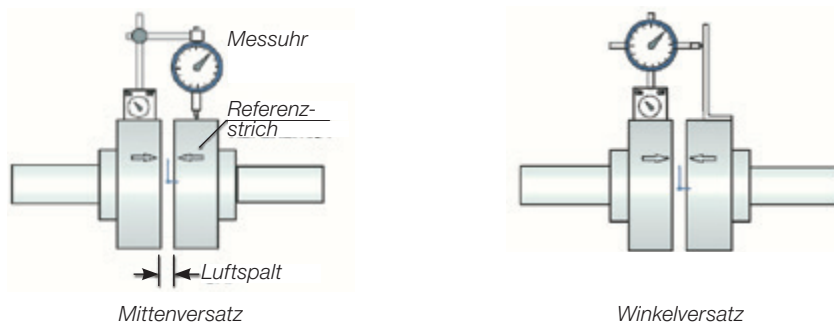 Messuhr
Referenz-
strich
Luftspalt
Mittenversatz
Winkelversatz